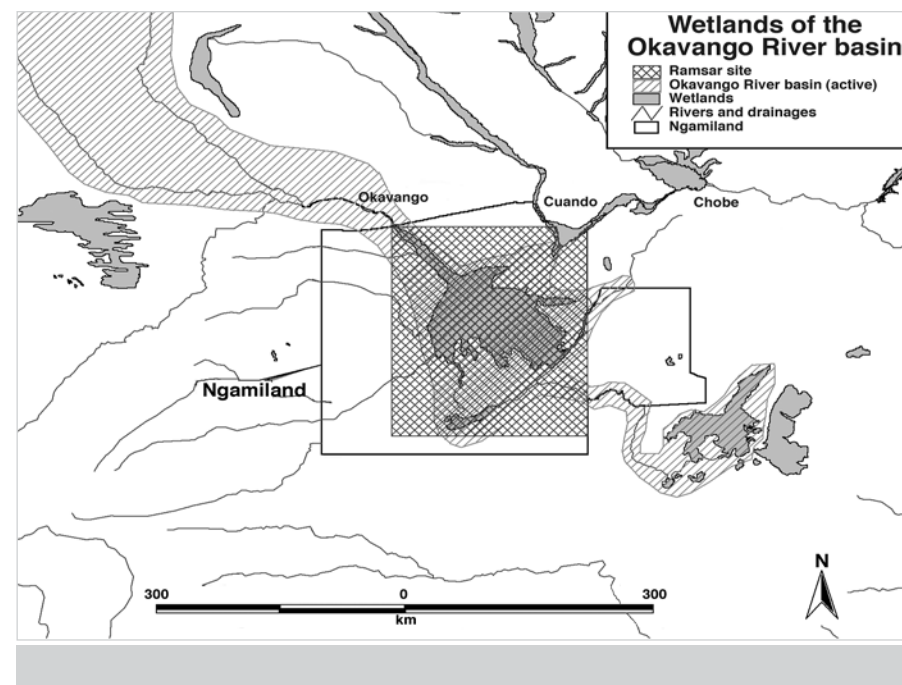 Wetlands of the
Okavango River basin
Ramsar site
Okavango River basin (active)
Wetlands
Rivers and drainages
Ngamiland
Okavango
Cuando
Chobe
Ngamiland
N
300
0
300
km